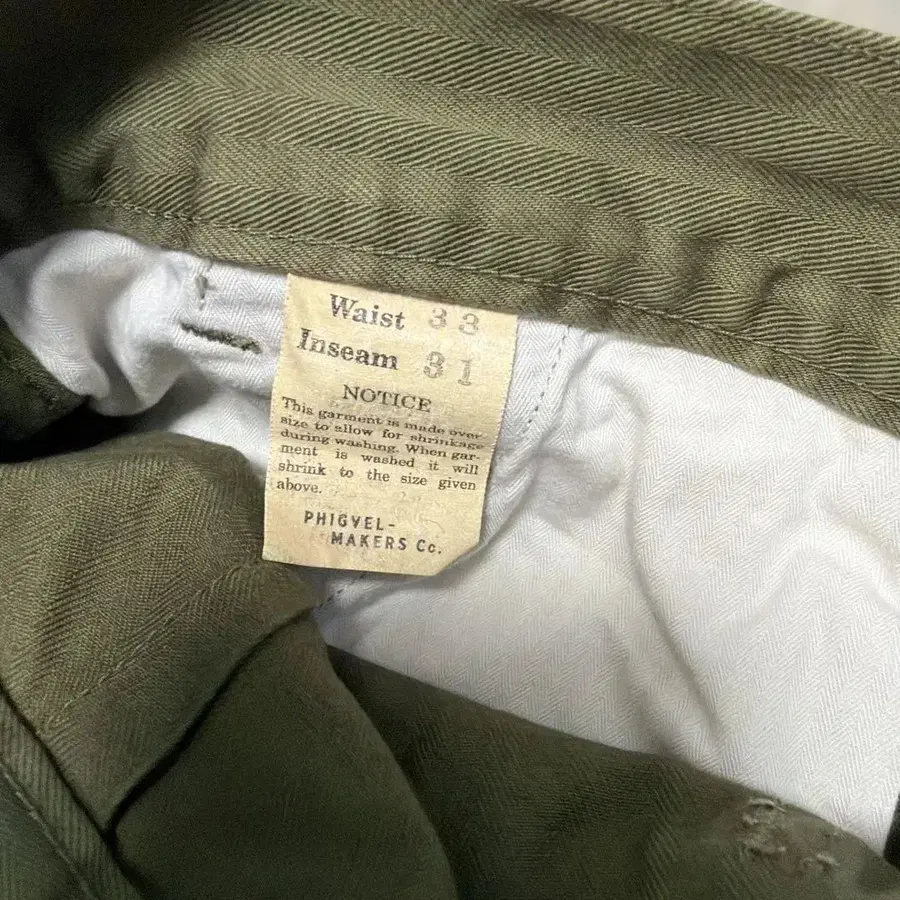 Waist 33
Inseam 31
NOTICE
This garment is made over-
size to allow for shrinkage
during washing. When gar-
ment is washed it will
shrink to the size given
above.
PHIGVEL-
MAKERS Co.